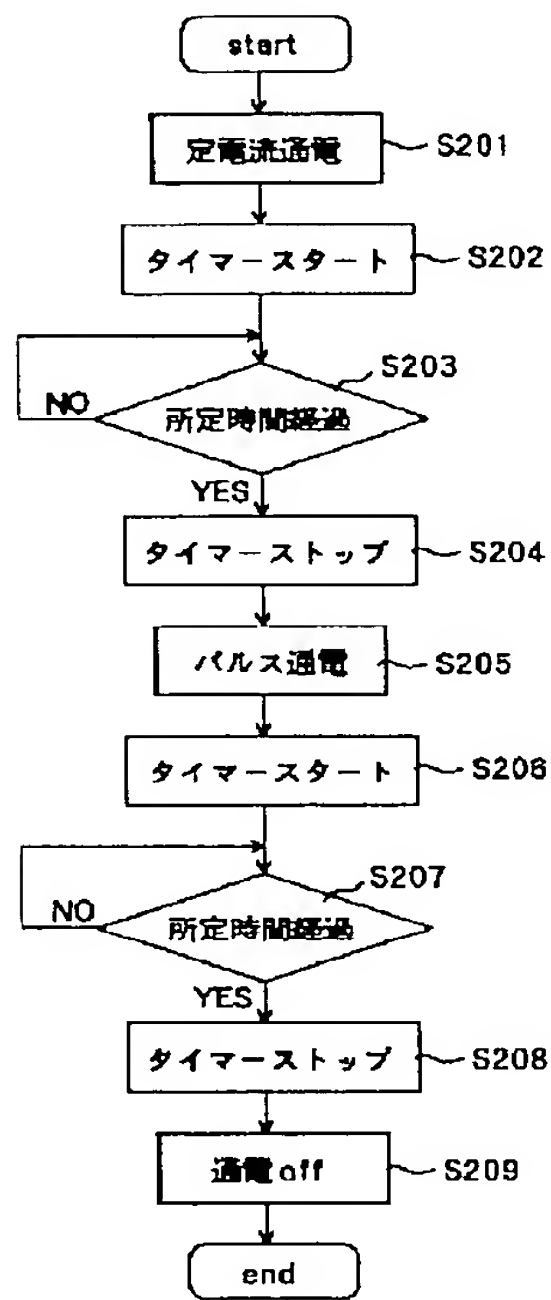 start
定電流通電
S201
タイマースタート
S202
S203
所定時間経過
NO
YES
タイマーストップ
S204
パルス通電
S205
タイマースタート
S206
S207
所定時間経過
NO
YES
タイマーストップ
S208
通電off
S209
end